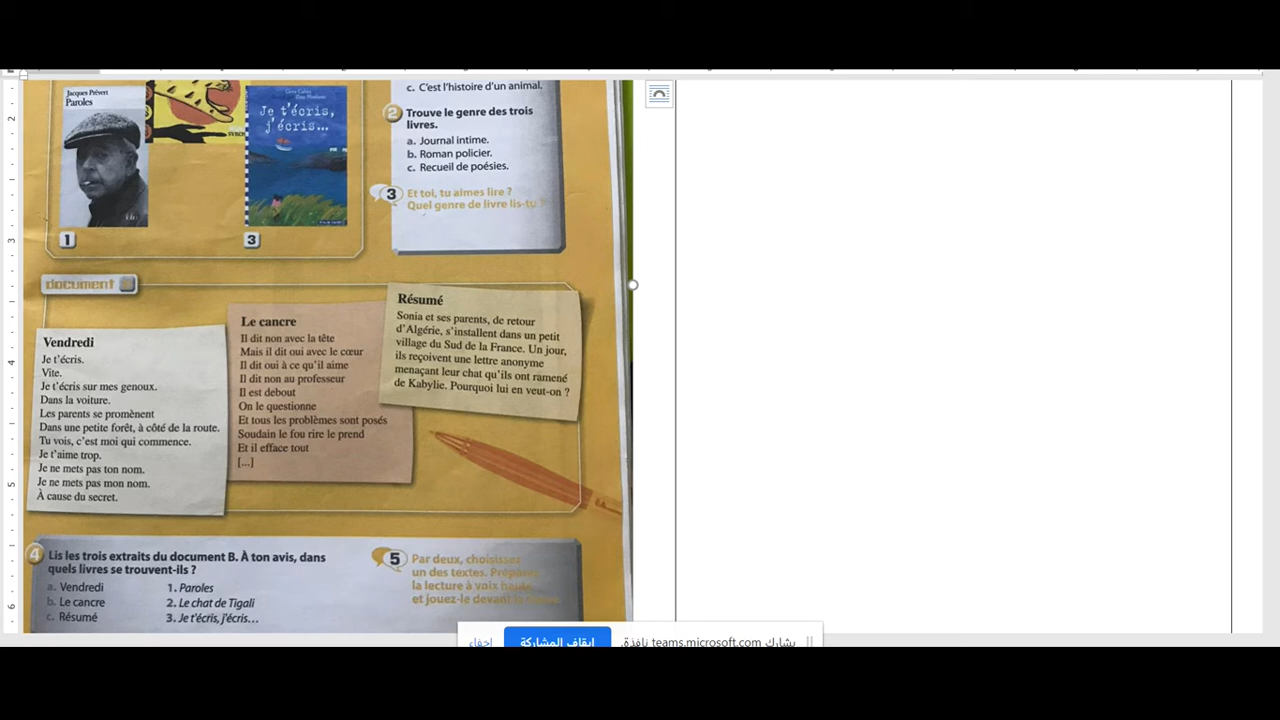 Jacques Prévert
Paroles
Je t'écris,
j'écris...
1
3
c. C'est l'histoire d'un animal.
2 Trouve le genre des trois
livres.
a. Journal intime.
b. Roman policier.
c. Recueil de poésies.
3 Et toi, tu aimes lire ?
Quel genre de livre lis-tu ?
document
Vendredi
Je t'écris.
Vite.
Je t'écris sur mes genoux.
Dans la voiture.
Les parents se promènent
Dans une petite forêt, à côté de la route.
Tu vois, c'est moi qui commence.
Je t'aime trop.
Je ne mets pas ton nom.
Je ne mets pas mon nom.
À cause du secret.
Le cancre
Il dit non avec la tête
Mais il dit oui avec le cœur
Il dit oui à ce qu'il aime
Il dit non au professeur
Il est debout
On le questionne
Et tous les problèmes sont posés
Soudain le fou rire le prend
Et il efface tout
[...]
Résumé
Sonia et ses parents, de retour
d'Algérie, s'installent dans un petit
village du Sud de la France. Un jour,
ils reçoivent une lettre anonyme
menaçant leur chat qu'ils ont ramené
de Kabylie. Pourquoi lui en veut-on ?
4 Lis les trois extraits du document B. À ton avis, dans
quels livres se trouvent-ils ?
a. Vendredi 1. Paroles
b. Le cancre 2. Le chat de Tigali
c. Résumé 3. Je t'écris, j'écris...
5 Par deux, choisissez
un des textes. Préparez
la lecture à voix haute
et jouez-le devant la
يشارك teams.microsoft.com نافذة.
إيقاف المشاركة
إخفاء